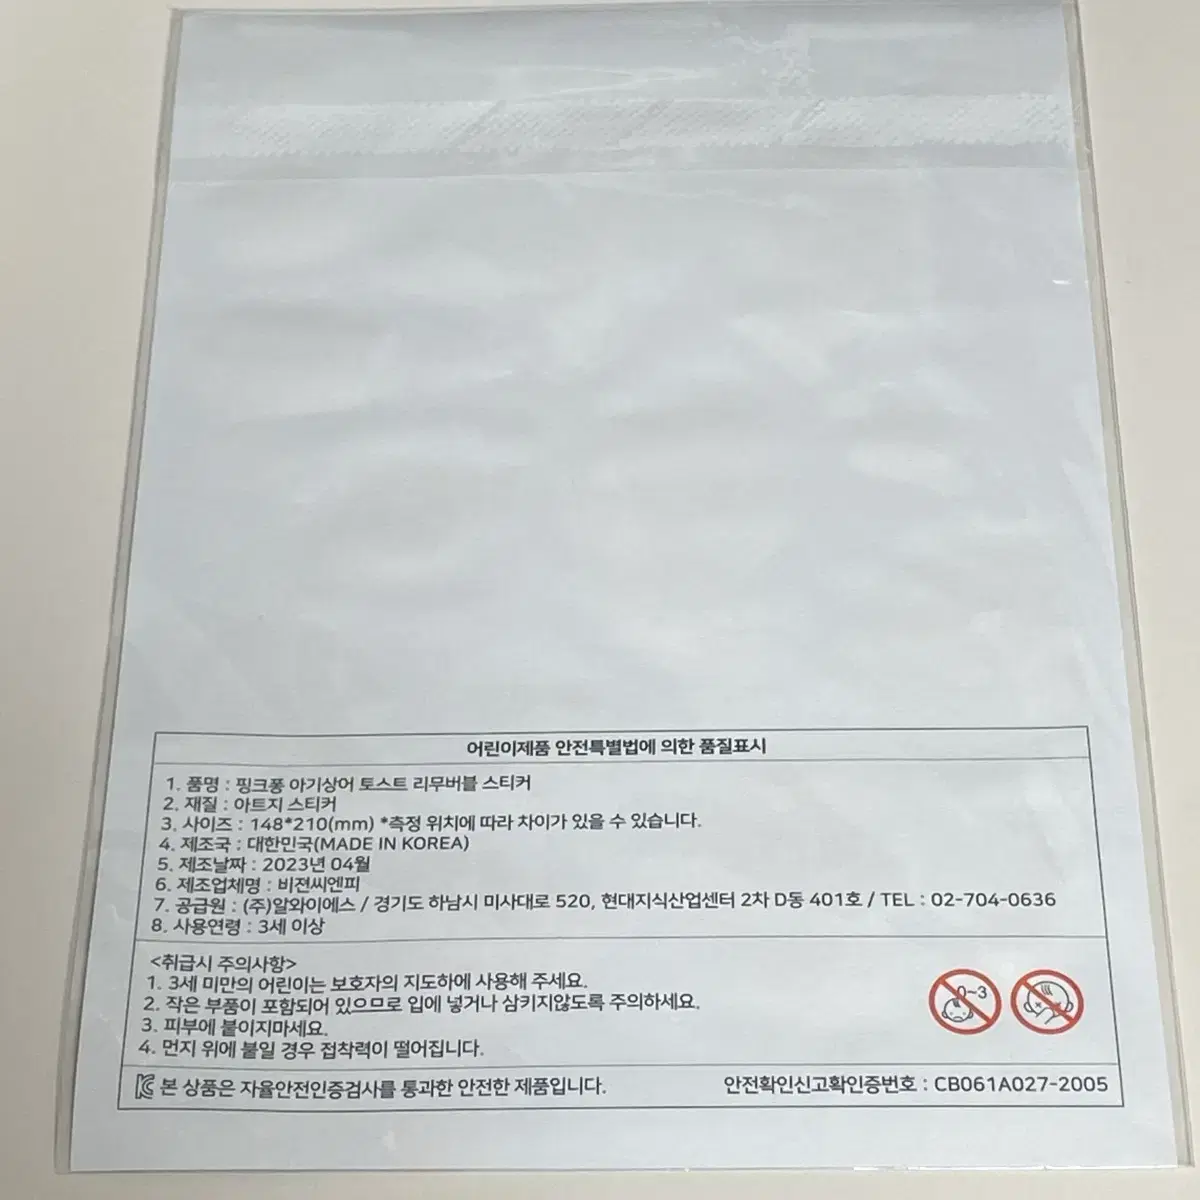 어린이제품 안전특별법에 의한 품질표시
1. 품명 : 핑크퐁 아기상어 토스트 리무버블 스티커
2. 재질 : 아트지 스티커
3. 사이즈 : 148*210(mm) *측정 위치에 따라 차이가 있을 수 있습니다.
4. 제조국 : 대한민국(MADE IN KOREA)
5. 제조날짜 : 2023년 04월
6. 제조업체명 : 비젼씨엔피
7. 공급원 : (주)알와이에스 / 경기도 하남시 미사대로 520, 현대지식산업센터 2차 D동 401호 / TEL : 02-704-0636
8. 사용연령 : 3세 이상
<취급시 주의사항>
1. 3세 미만의 어린이는 보호자의 지도하에 사용해 주세요.
2. 작은 부품이 포함되어 있으므로 입에 넣거나 삼키지않도록 주의하세요.
3. 피부에 붙이지마세요.
4. 먼지 위에 붙일 경우 접착력이 떨어집니다.
0~3
KC 본 상품은 자율안전인증검사를 통과한 안전한 제품입니다.
안전확인신고확인증번호 : CB061A027-2005